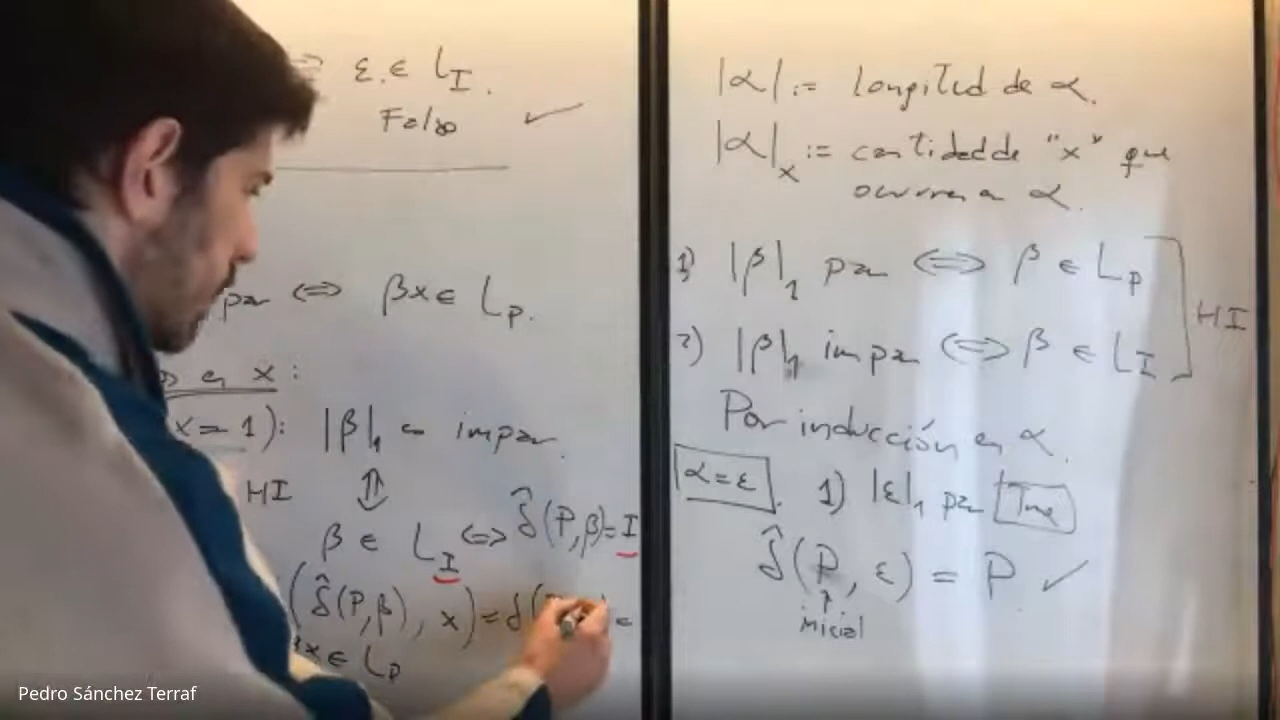 ⇒ ε ∈ L_I.
Falso ✓
par ⇔ βx ∈ L_P.
en x:
(x = 1): |β|₁ es impar.
HI ⇕
β ∈ L_I ⇔ δ̂(P,β) = I
(δ̂(P,β), x) = δ( =
x ∈ L_P
|α| := longitud de α.
|α|ₓ := cantidad de "x" que
ocurren en α.
1) |β|₁ par ⇔ β ∈ L_P
2) |β|₁ impar ⇔ β ∈ L_I
HI
Por inducción en α.
α = ε. 1) |ε|₁ par True
δ̂(P, ε) = P ✓
inicial
Pedro Sánchez Terraf